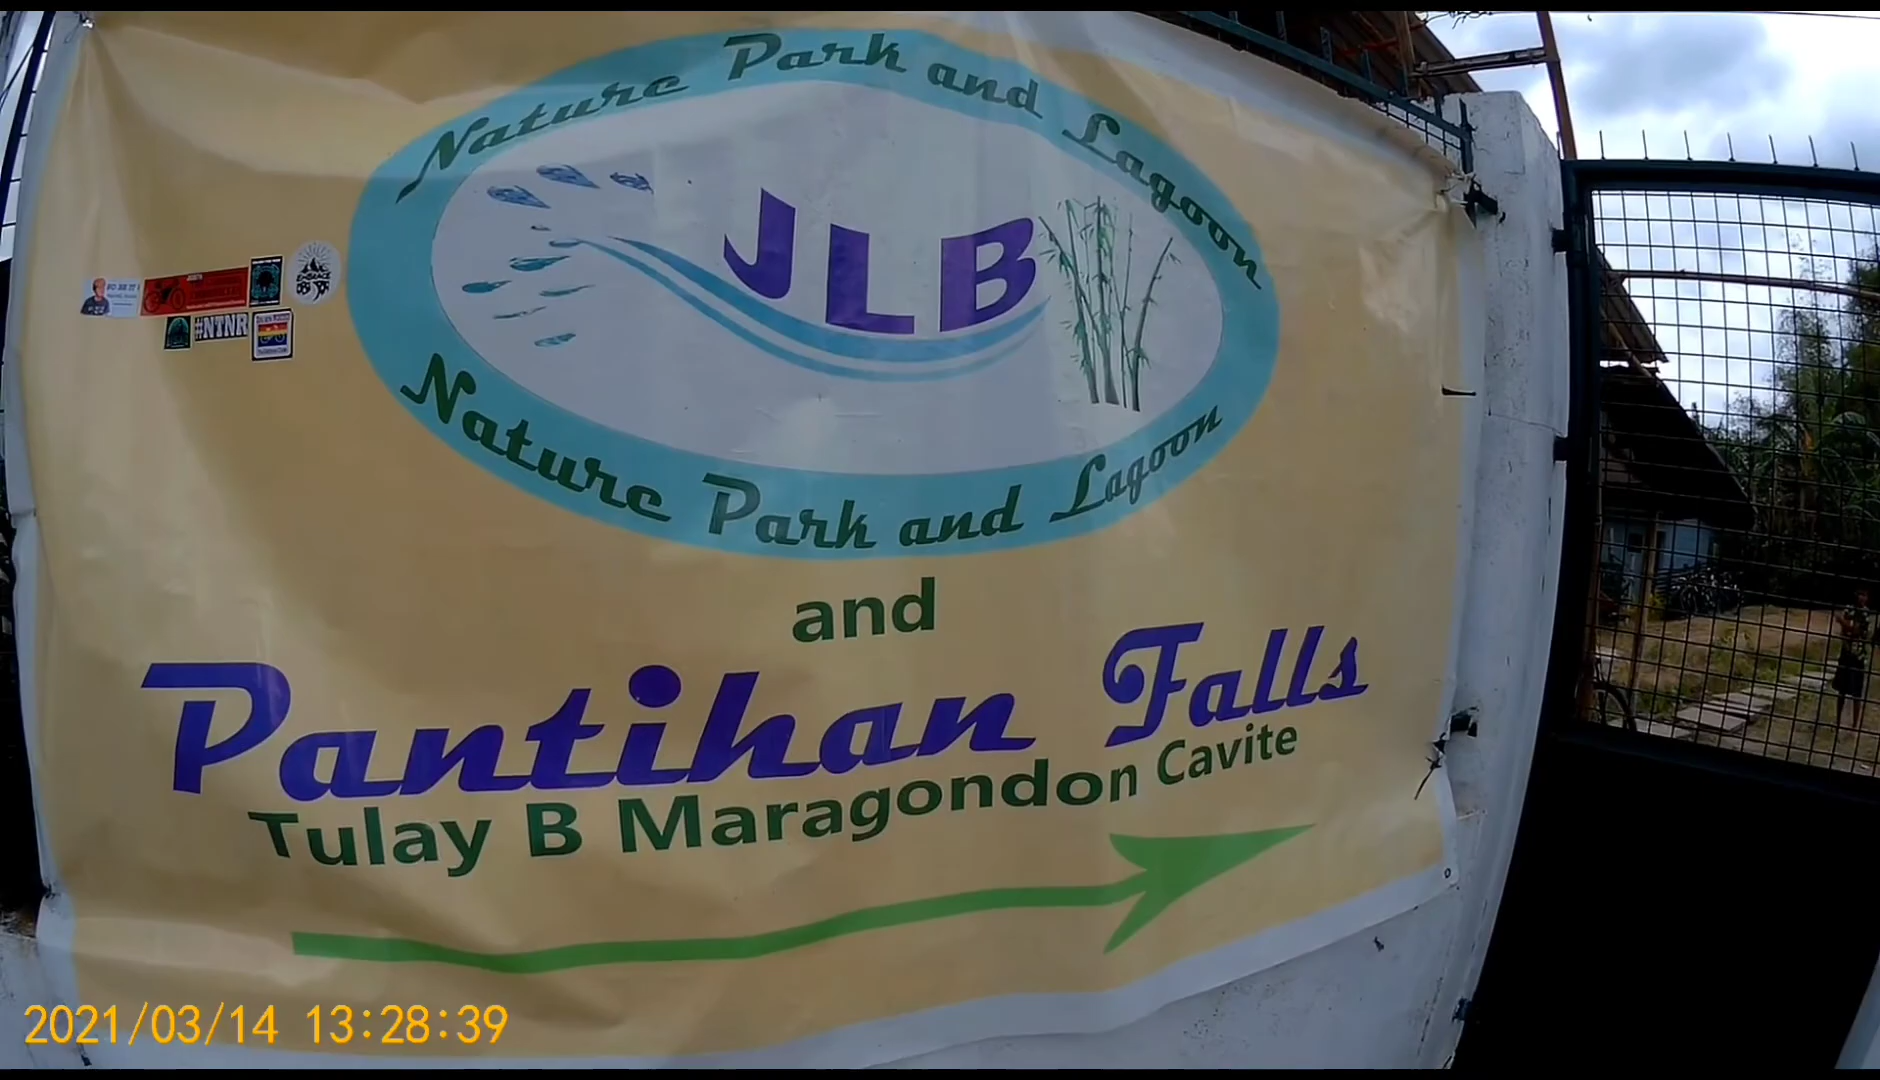 Nature Park and Lagoon
JLB
Nature Park and Lagoon
EMBRACE
#NTNR
and
Pantihan Falls
Tulay B Maragondon Cavite
2021/03/14 13:28:39